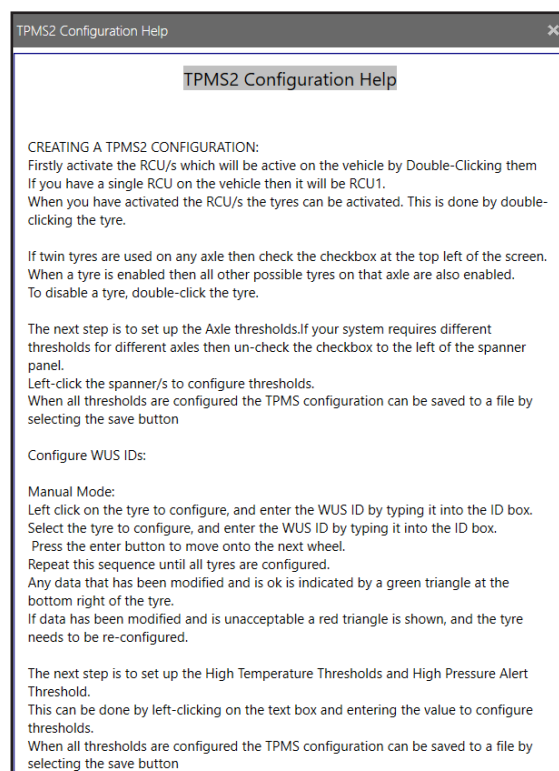 TPMS2 Configuration Help
TPMS2 Configuration Help
CREATING A TPMS2 CONFIGURATION:
Firstly activate the RCU/s which will be active on the vehicle by Double-Clicking them
If you have a single RCU on the vehicle then it will be RCU1.
When you have activated the RCU/s the tyres can be activated. This is done by double-
clicking the tyre.
If twin tyres are used on any axle then check the checkbox at the top left of the screen.
When a tyre is enabled then all other possible tyres on that axle are also enabled.
To disable a tyre, double-click the tyre.
The next step is to set up the Axle thresholds.If your system requires different
thresholds for different axles then un-check the checkbox to the left of the spanner
panel.
Left-click the spanner/s to configure thresholds.
When all thresholds are configured the TPMS configuration can be saved to a file by
selecting the save button
Configure WUS IDs:
Manual Mode:
Left click on the tyre to configure, and enter the WUS ID by typing it into the ID box.
Select the tyre to configure, and enter the WUS ID by typing it into the ID box.
Press the enter button to move onto the next wheel.
Repeat this sequence until all tyres are configured.
Any data that has been modified and is ok is indicated by a green triangle at the
bottom right of the tyre.
If data has been modified and is unacceptable a red triangle is shown, and the tyre
needs to be re-configured.
The next step is to set up the High Temperature Thresholds and High Pressure Alert
Threshold.
This can be done by left-clicking on the text box and entering the value to configure
thresholds.
When all thresholds are configured the TPMS configuration can be saved to a file by
selecting the save button